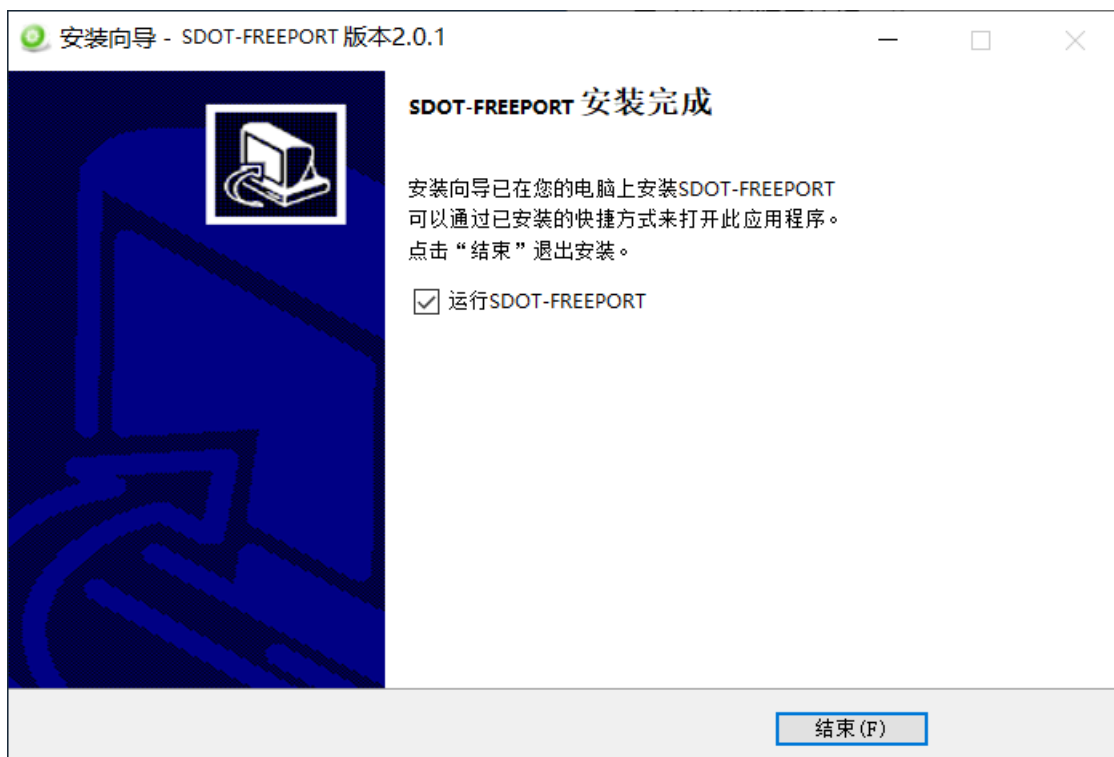 安装向导 - SDOT-FREEPORT 版本2.0.1
SDOT-FREEPORT 安装完成
安装向导已在您的电脑上安装SDOT-FREEPORT
可以通过已安装的快捷方式来打开此应用程序。
点击“结束”退出安装。
运行SDOT-FREEPORT
结束(F)